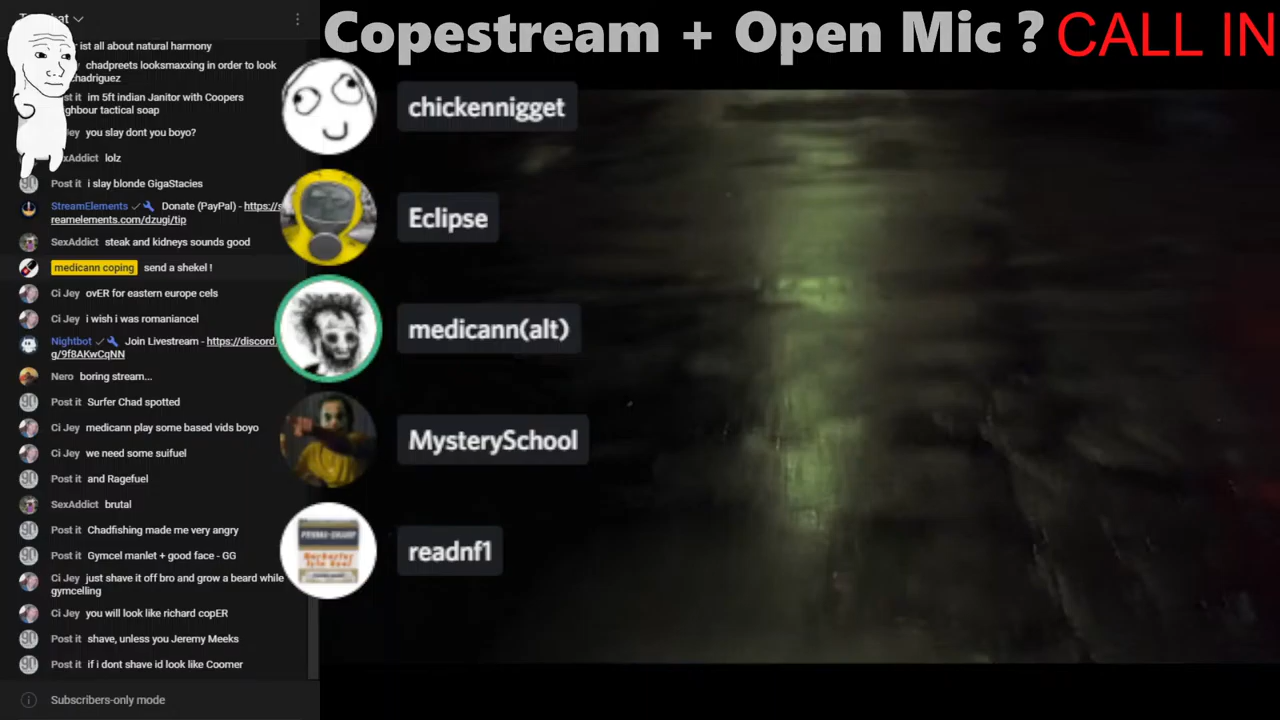 Copestream + Open Mic ? CALL IN
ist all about natural harmony
chadpreets looksmaxxing in order to look
im 5ft indian Janitor with Coopers
tactical soap
you slay dont you boyo?
lolz
Post it i slay blonde GigaStacies
StreamElements Donate (PayPal) - https://s
reamelements.com/dzugi/tip
SexAddict steak and kidneys sounds good
medicann coping send a shekel !
Ci Jey ovER for eastern europe cels
Ci Jey i wish i was romaniancel
Nightbot Join Livestream - https://discord.
g/9f8AKwCqNN
Nero boring stream...
Post it Surfer Chad spotted
Ci Jey medicann play some based vids boyo
Ci Jey we need some suifuel
Post it and Ragefuel
SexAddict brutal
Post it Chadfishing made me very angry
Post it Gymcel manlet + good face - GG
Ci Jey just shave it off bro and grow a beard while
gymcelling
Ci Jey you will look like richard copER
Post it shave, unless you Jeremy Meeks
Post it if i dont shave id look like Coomer
Subscribers-only mode
chickennigget
Eclipse
medicann(alt)
MysterySchool
readnf1